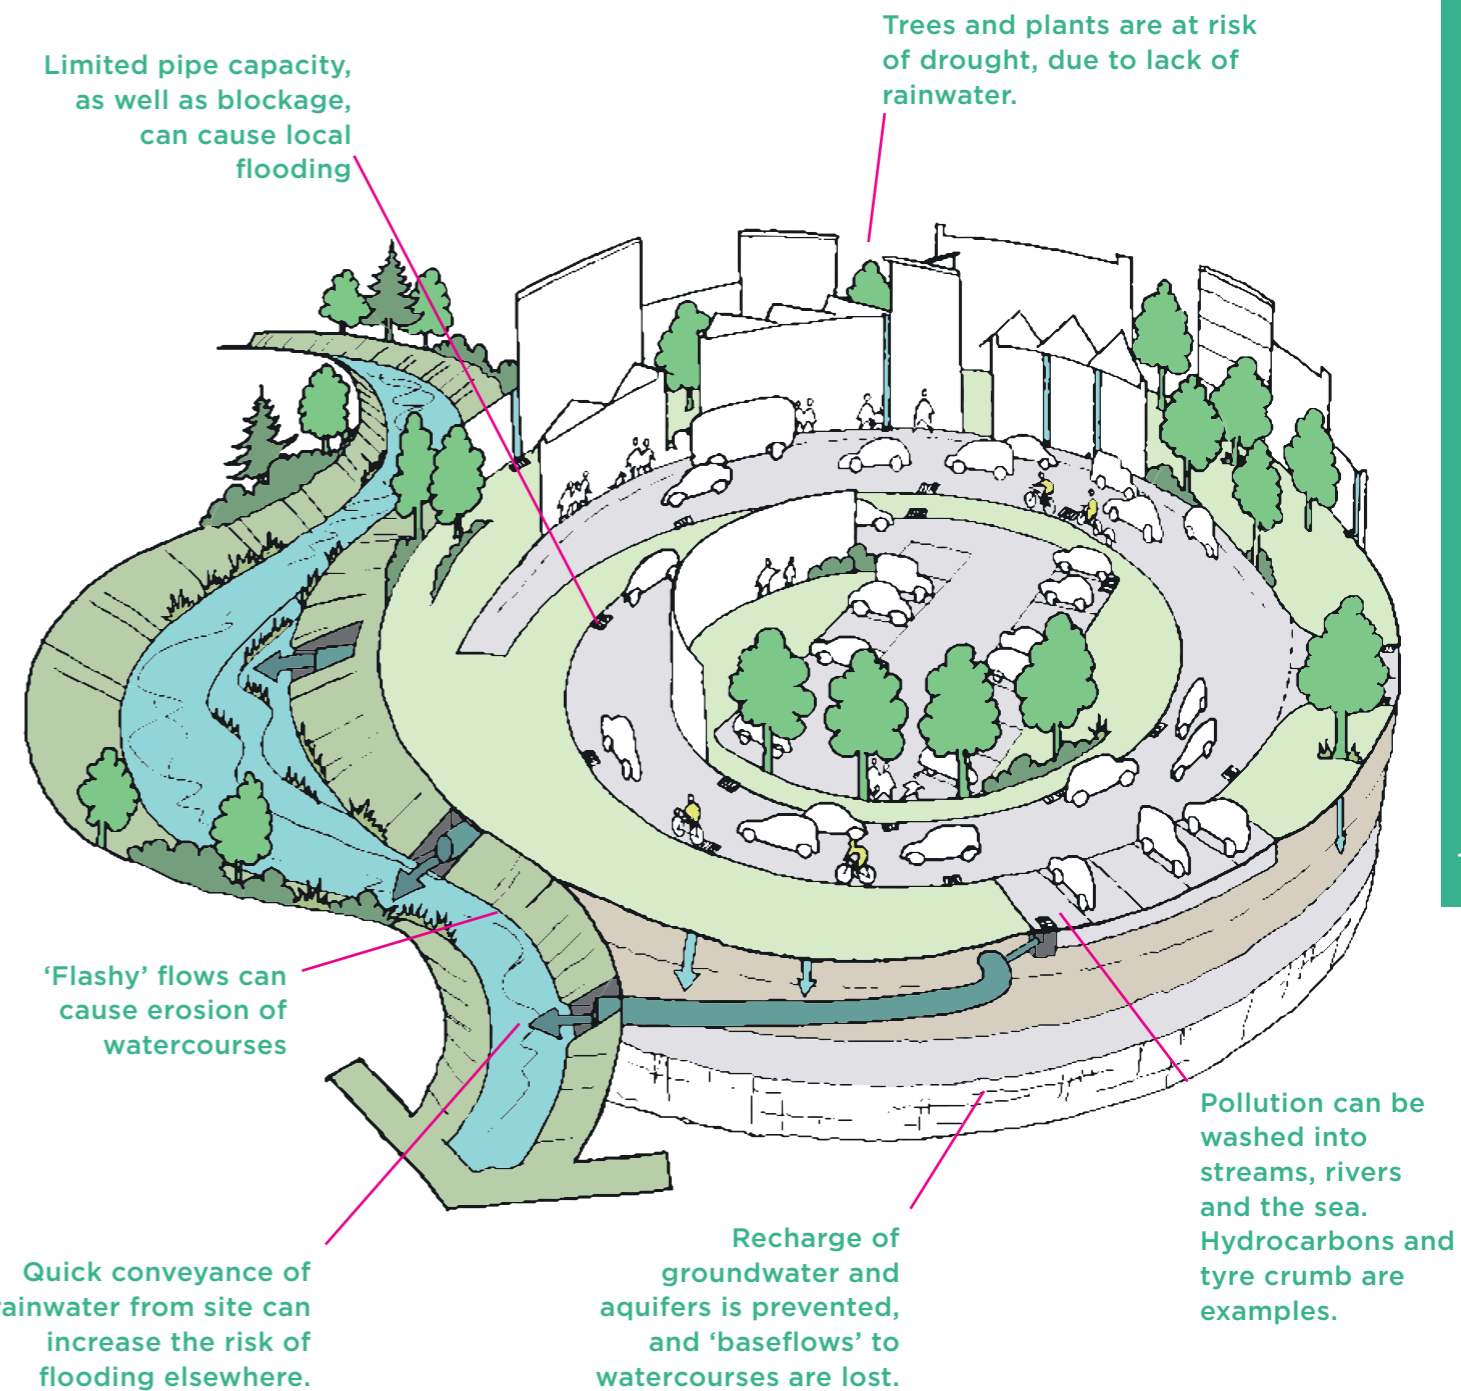 Trees and plants are at risk
of drought, due to lack of
rainwater.
Limited pipe capacity,
as well as blockage,
can cause local
flooding
‘Flashy’ flows can
cause erosion of
watercourses
Quick conveyance of
rainwater from site can
increase the risk of
flooding elsewhere.
Recharge of
groundwater and
aquifers is prevented,
and ‘baseflows’ to
watercourses are lost.
Pollution can be
washed into
streams, rivers
and the sea.
Hydrocarbons and
tyre crumb are
examples.